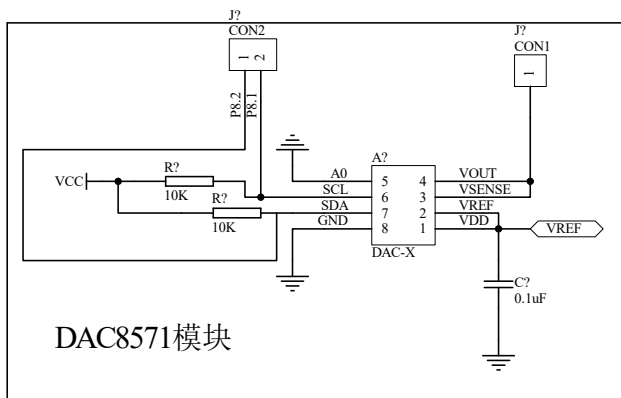 J?
CON2
1
2
P8.2
P8.1
J?
CON1
1
A?
A0
5
4
VOUT
SCL
6
3
VSENSE
SDA
7
2
VREF
GND
8
1
VDD
DAC-X
VCC
R?
10K
R?
10K
VREF
C?
0.1uF
DAC8571模块